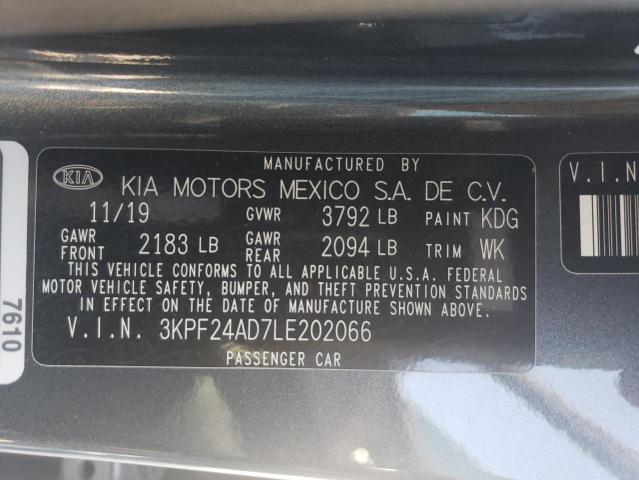 MANUFACTURED BY
KIA KIA MOTORS MEXICO S.A. DE C.V.
11/19 GVWR 3792 LB PAINT KDG
GAWR FRONT 2183 LB GAWR REAR 2094 LB TRIM WK
THIS VEHICLE CONFORMS TO ALL APPLICABLE U.S.A. FEDERAL
MOTOR VEHICLE SAFETY, BUMPER, AND THEFT PREVENTION STANDARDS
IN EFFECT ON THE DATE OF MANUFACTURE SHOWN ABOVE.
V.I.N. 3KPF24AD7LE202066
PASSENGER CAR
7610
V.I.N